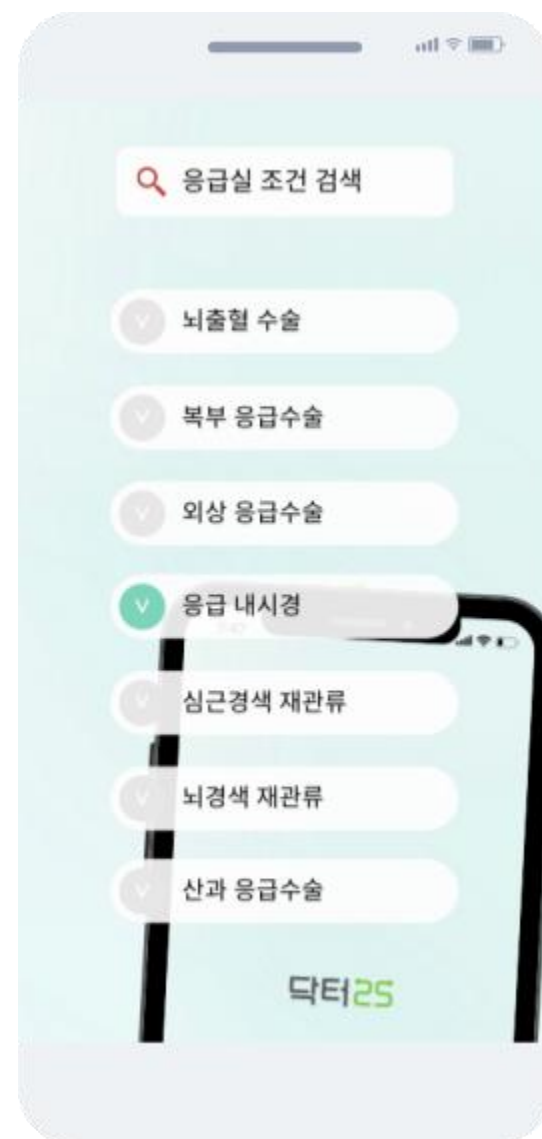 응급실 조건 검색
뇌출혈 수술
복부 응급수술
외상 응급수술
응급 내시경
심근경색 재관류
뇌경색 재관류
산과 응급수술
닥터25